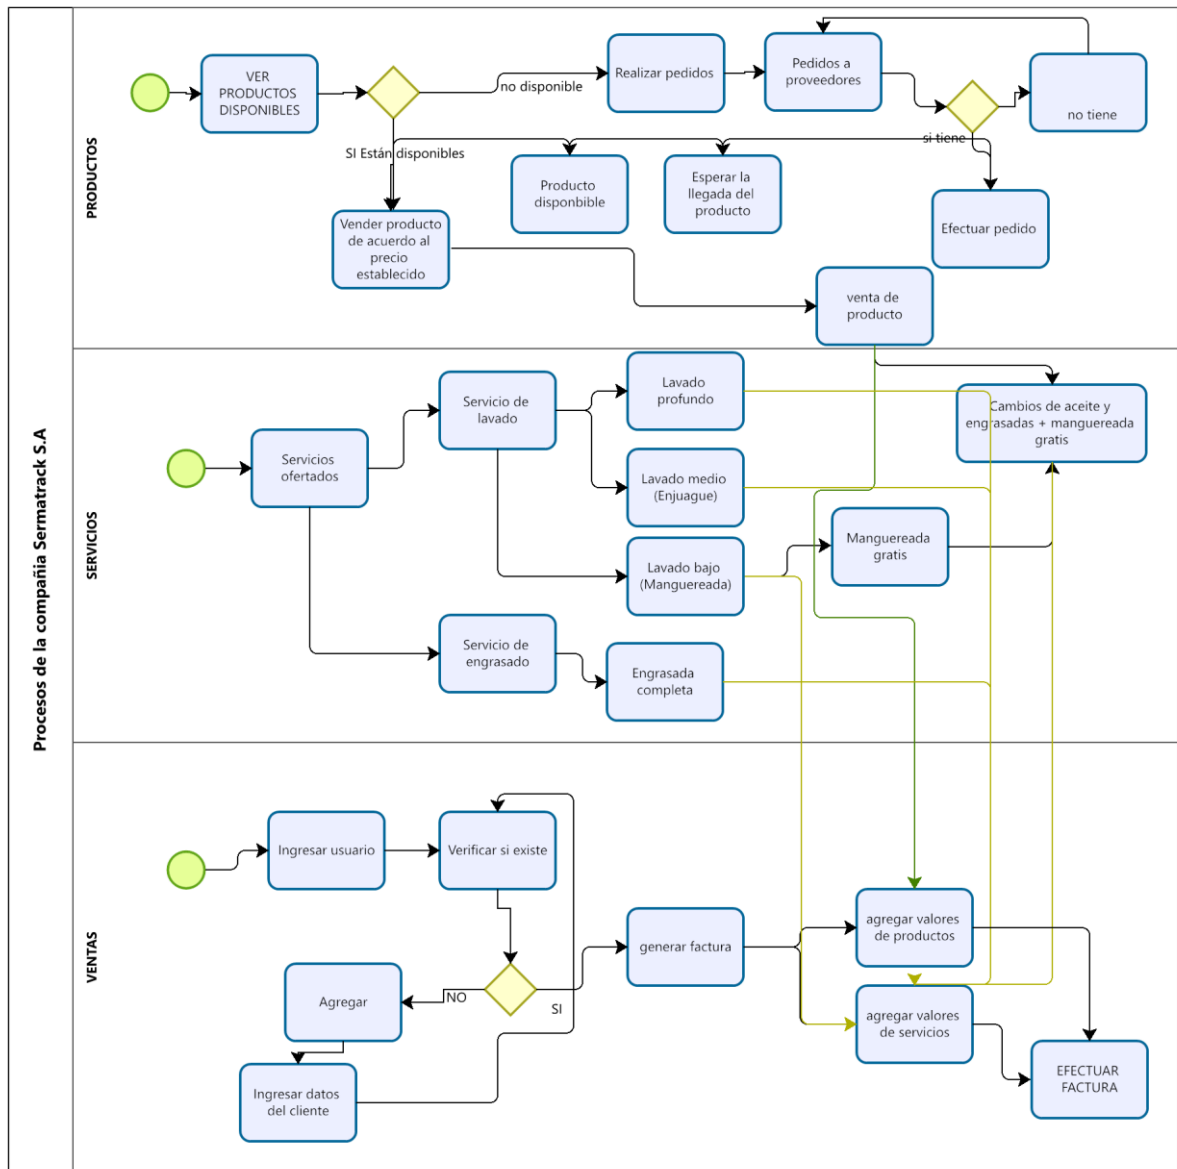 Procesos de la compañia Sermatrack S.A
PRODUCTOS
VER
PRODUCTOS
DISPONIBLES
no disponible
Realizar pedidos
Pedidos a
proveedores
no tiene
si tiene
SI Están disponibles
Producto
disponbible
Esperar la
llegada del
producto
Efectuar pedido
Vender producto
de acuerdo al
precio
establecido
venta de
producto
SERVICIOS
Servicios
ofertados
Servicio de
lavado
Lavado
profundo
Cambios de aceite y
engrasadas + manguereada
gratis
Lavado medio
(Enjuague)
Lavado bajo
(Manguereada)
Manguereada
gratis
Servicio de
engrasado
Engrasada
completa
VENTAS
Ingresar usuario
Verificar si existe
NO
SI
Agregar
Ingresar datos
del cliente
generar factura
agregar valores
de productos
agregar valores
de servicios
EFECTUAR
FACTURA